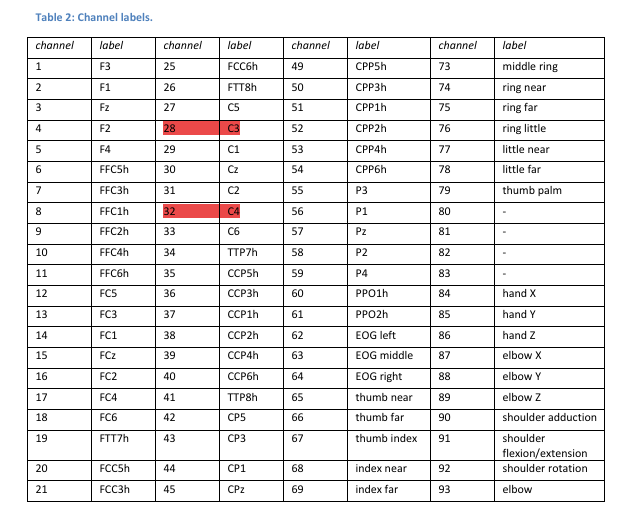 Table 2: Channel labels.
channel label channel label channel label channel label
1 F3 25 FCC6h 49 CPP5h 73 middle ring
2 F1 26 FTT8h 50 CPP3h 74 ring near
3 Fz 27 C5 51 CPP1h 75 ring far
4 F2 28 C3 52 CPP2h 76 ring little
5 F4 29 C1 53 CPP4h 77 little near
6 FFC5h 30 Cz 54 CPP6h 78 little far
7 FFC3h 31 C2 55 P3 79 thumb palm
8 FFC1h 32 C4 56 P1 80 -
9 FFC2h 33 C6 57 Pz 81 -
10 FFC4h 34 TTP7h 58 P2 82 -
11 FFC6h 35 CCP5h 59 P4 83 -
12 FC5 36 CCP3h 60 PPO1h 84 hand X
13 FC3 37 CCP1h 61 PPO2h 85 hand Y
14 FC1 38 CCP2h 62 EOG left 86 hand Z
15 FCz 39 CCP4h 63 EOG middle 87 elbow X
16 FC2 40 CCP6h 64 EOG right 88 elbow Y
17 FC4 41 TTP8h 65 thumb near 89 elbow Z
18 FC6 42 CP5 66 thumb far 90 shoulder adduction
19 FTT7h 43 CP3 67 thumb index 91 shoulder
flexion/extension
20 FCC5h 44 CP1 68 index near 92 shoulder rotation
21 FCC3h 45 CPz 69 index far 93 elbow